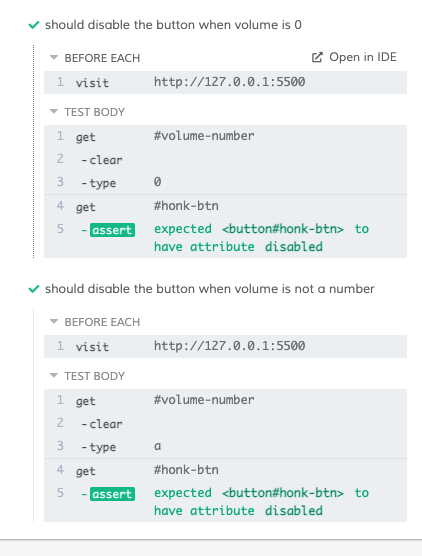 should disable the button when volume is 0
BEFORE EACH Open in IDE
1 visit http://127.0.0.1:5500
TEST BODY
1 get #volume-number
2 -clear
3 -type 0
4 get #honk-btn
5 -assert expected <button#honk-btn> to
have attribute disabled
should disable the button when volume is not a number
BEFORE EACH
1 visit http://127.0.0.1:5500
TEST BODY
1 get #volume-number
2 -clear
3 -type a
4 get #honk-btn
5 -assert expected <button#honk-btn> to
have attribute disabled